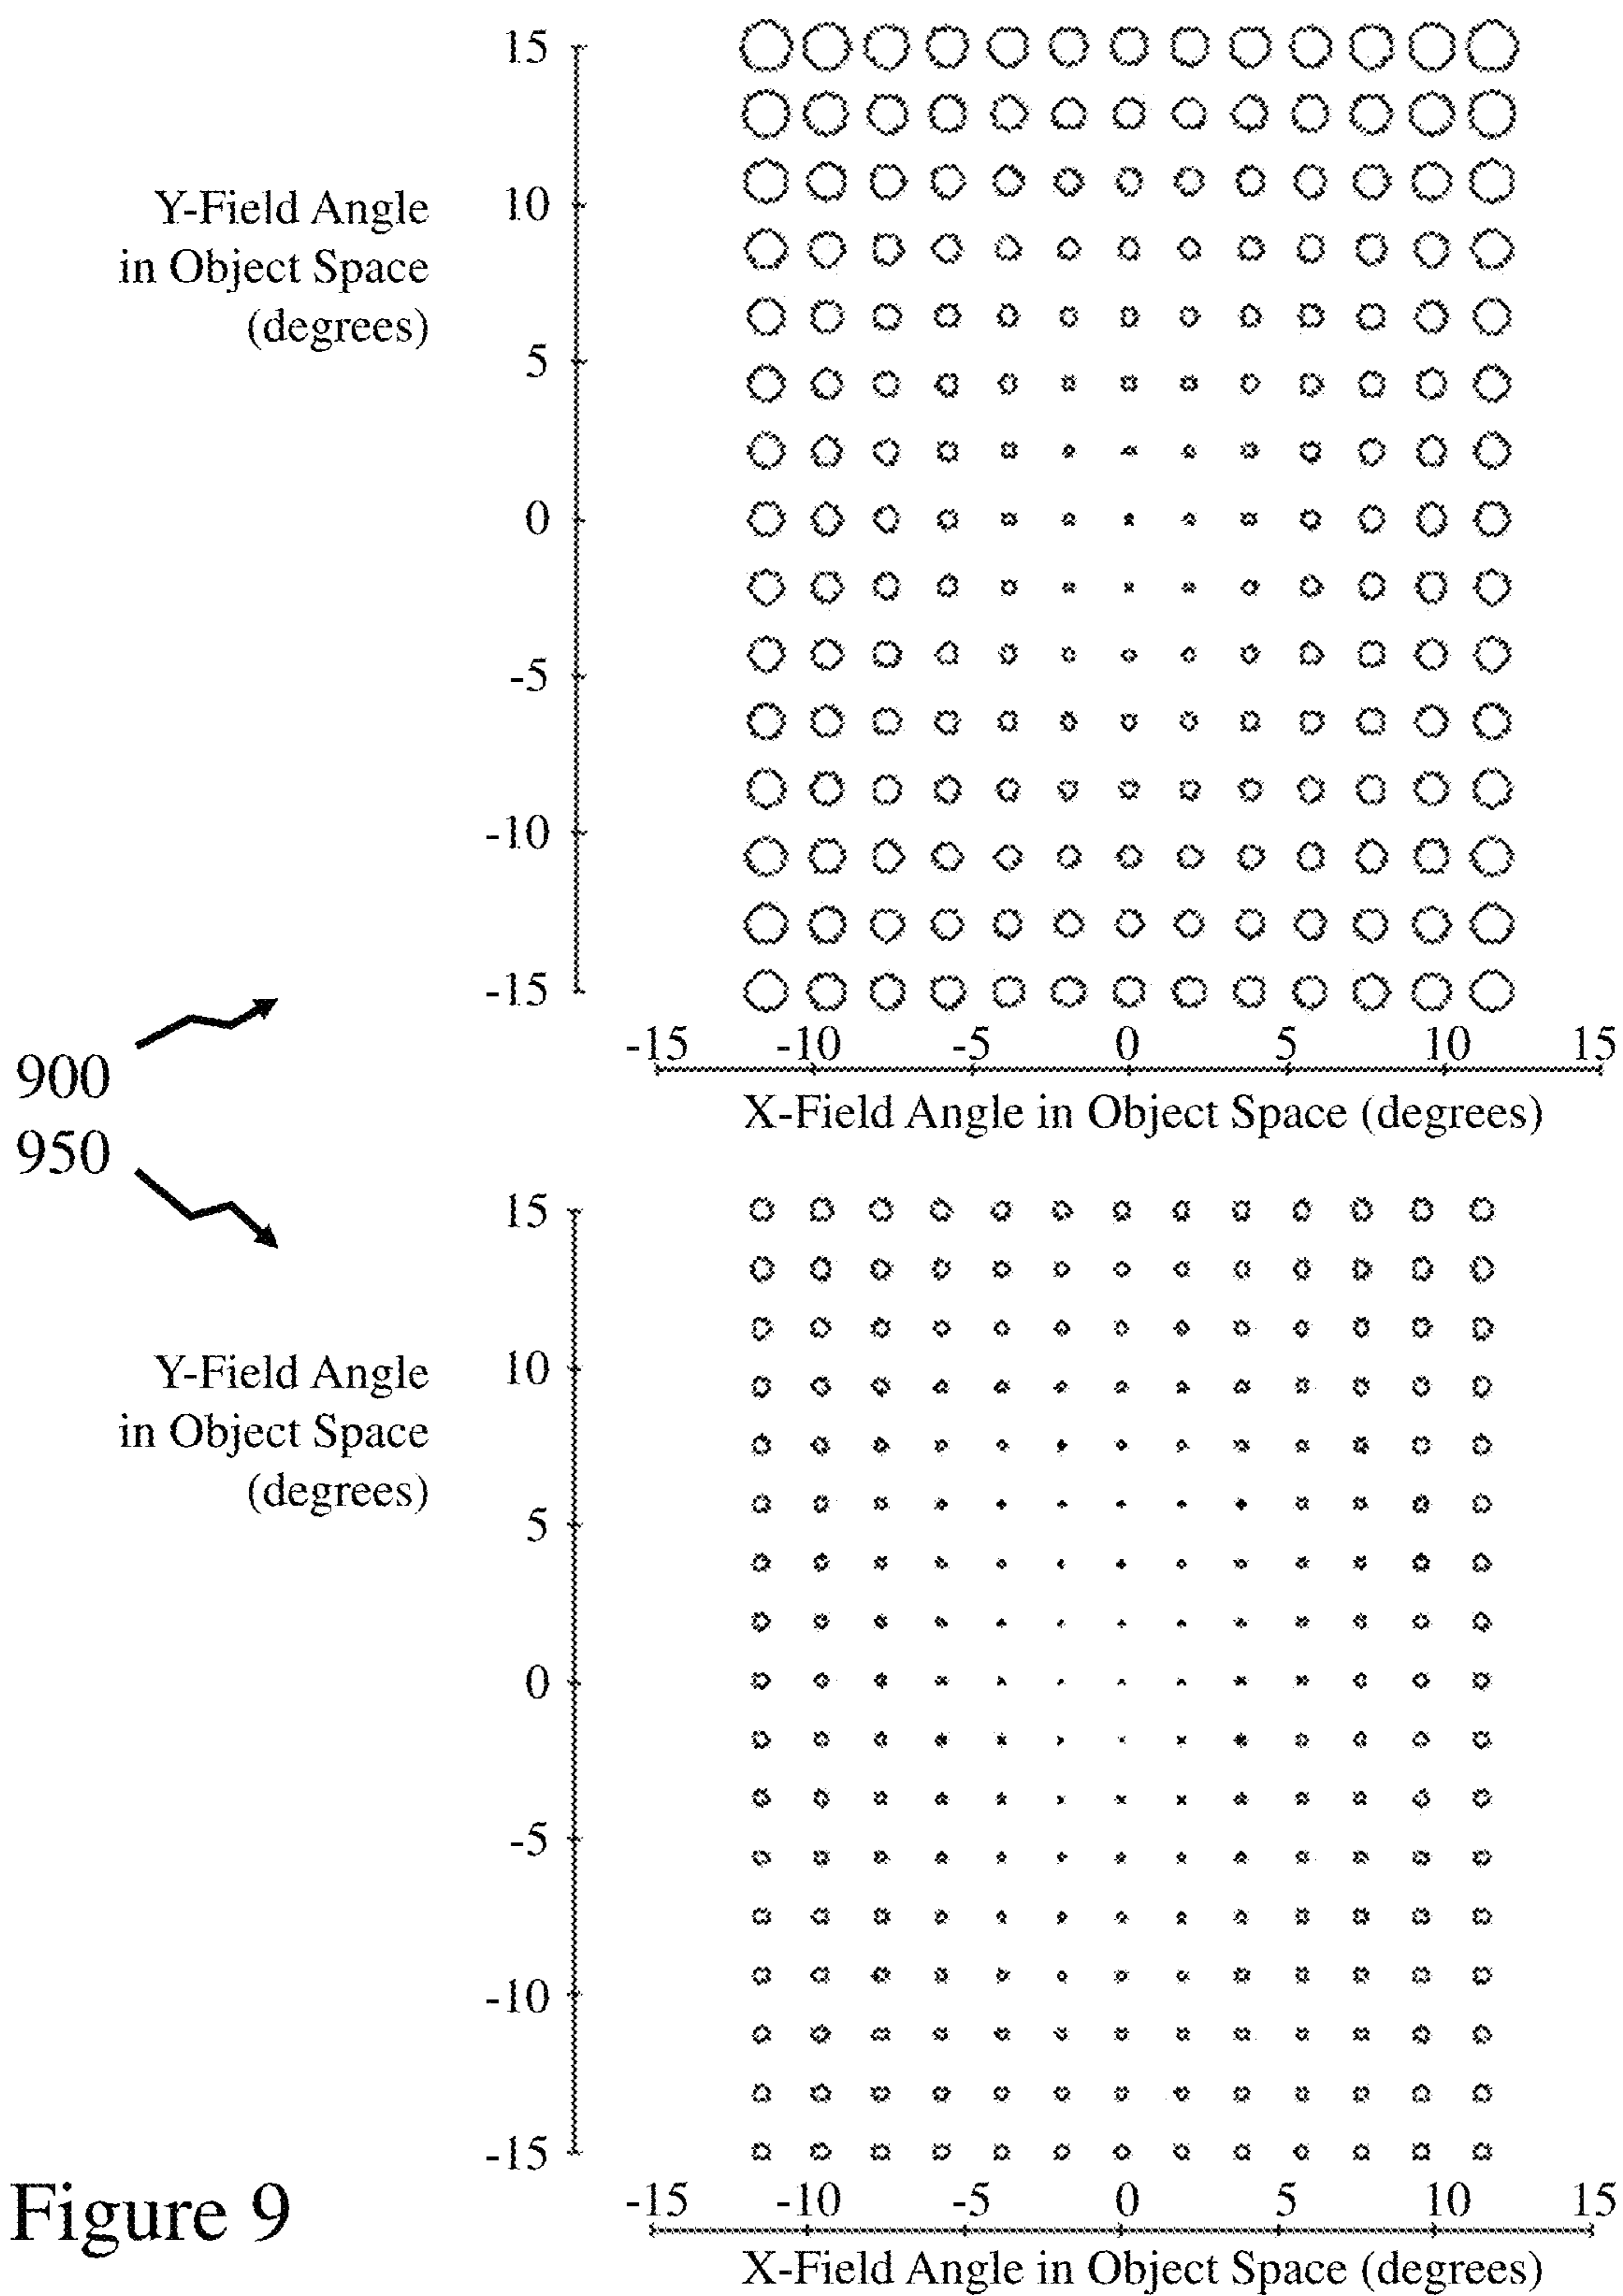 15
Y-Field Angle
in Object Space
(degrees)
10
5
0
-5
-10
-15
-15 -10 -5 0 5 10 15
X-Field Angle in Object Space (degrees)
900
950
15
Y-Field Angle
in Object Space
(degrees)
10
5
0
-5
-10
-15
-15 -10 -5 0 5 10 15
X-Field Angle in Object Space (degrees)
Figure 9